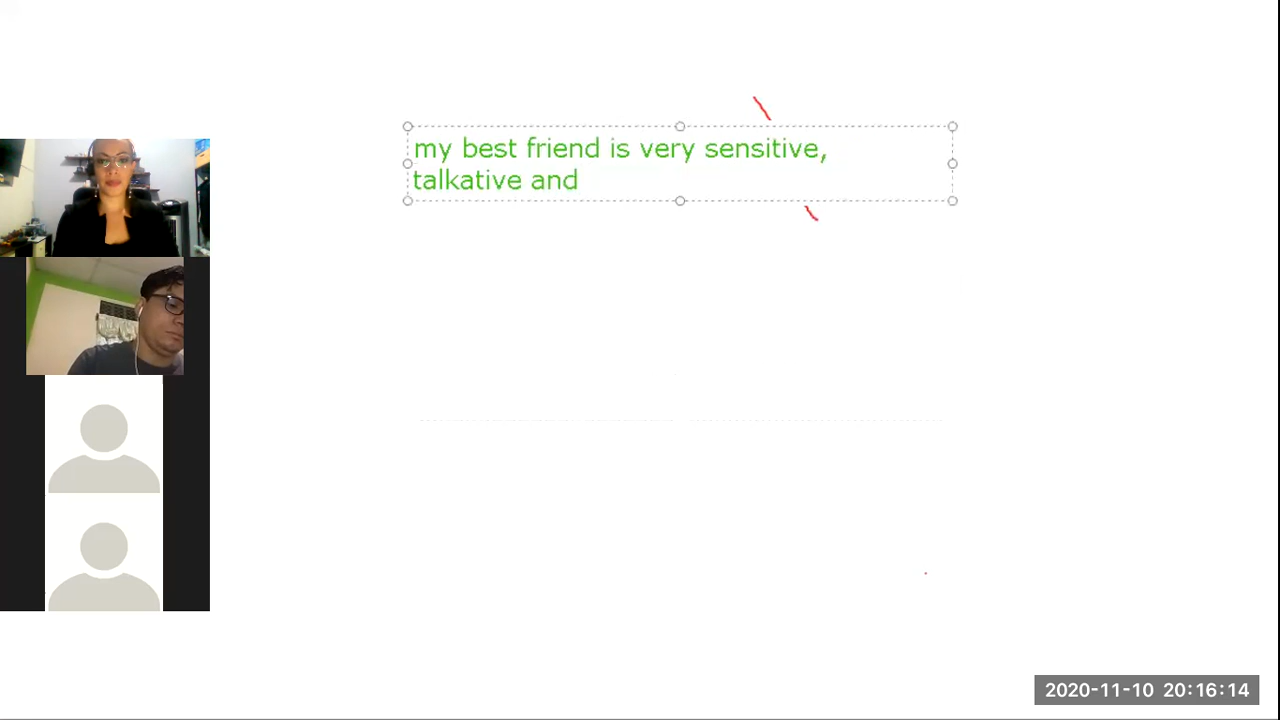 my best friend is very sensitive,
talkative and
2020-11-10 20:16:14